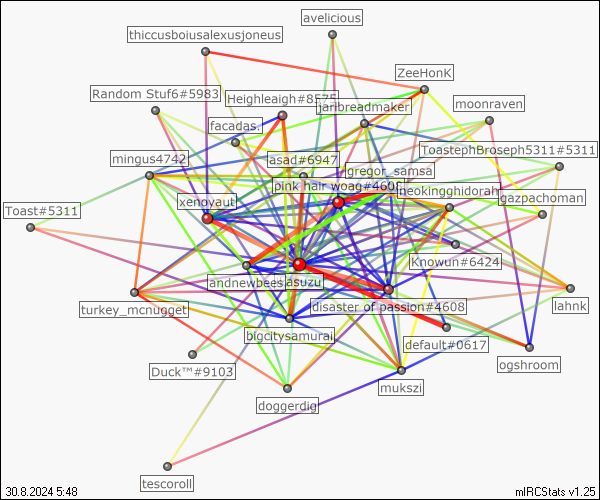 avelicious
thiccusboiusalexusjoneus
ZeeHonK
Random Stuf6#5983
Heighleaigh#8575
jaribreadmaker
moonraven
facadas.
ToastephBroseph5311#5311
mingus4742
asad#6947
gregor_samsa
pink hair woag#4608
neokingghidorah
gazpachoman
xenoyaut
Toast#5311
Knowun#6424
andnewbees
asuzu
lahnk
turkey_mcnugget
disaster of passion#4608
bigcitysamurai
default#0617
ogshroom
Duck™#9103
mukszi
doggerdig
tescoroll
30.8.2024 5:48
mIRCStats v1.25